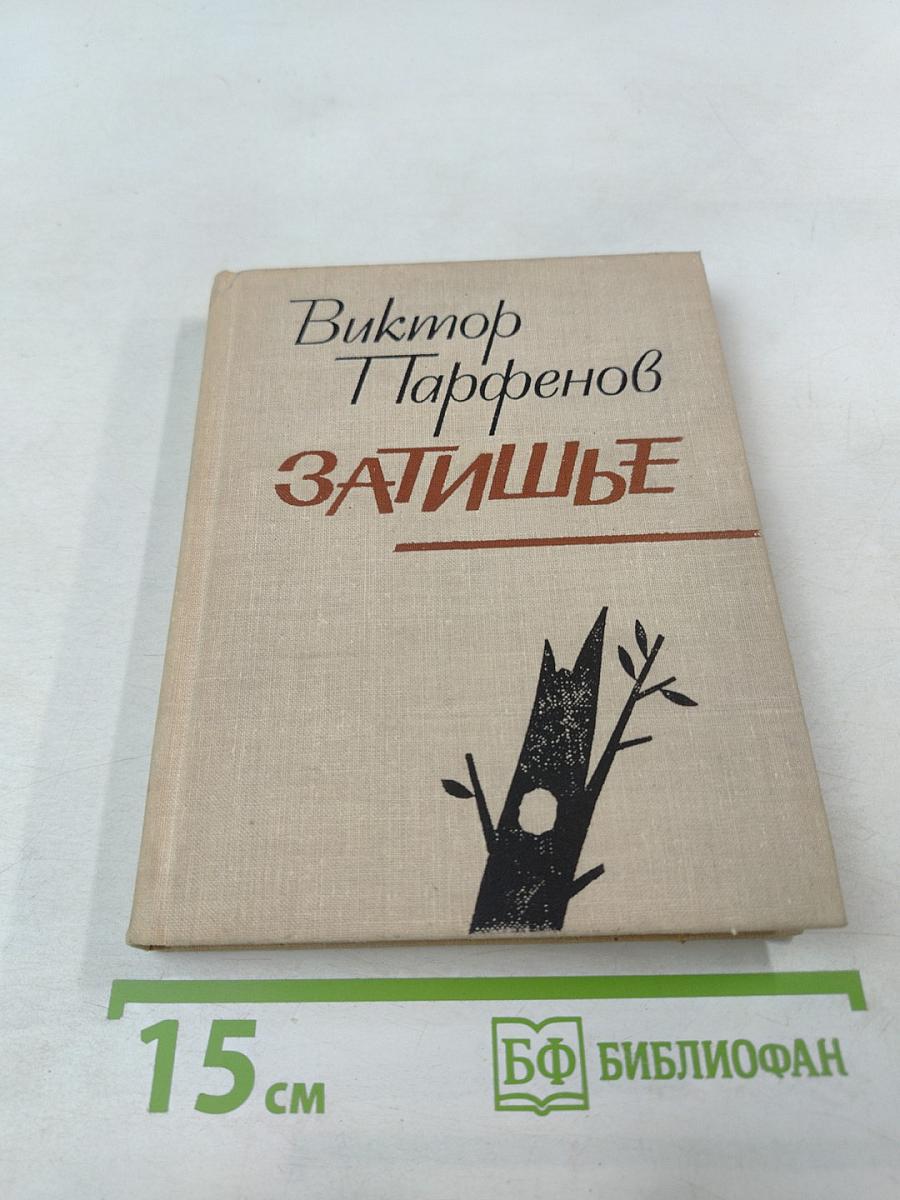 Виктор
Парфенов
ЗАТИШЬЕ
15 см
БФ БИБЛИОФАН